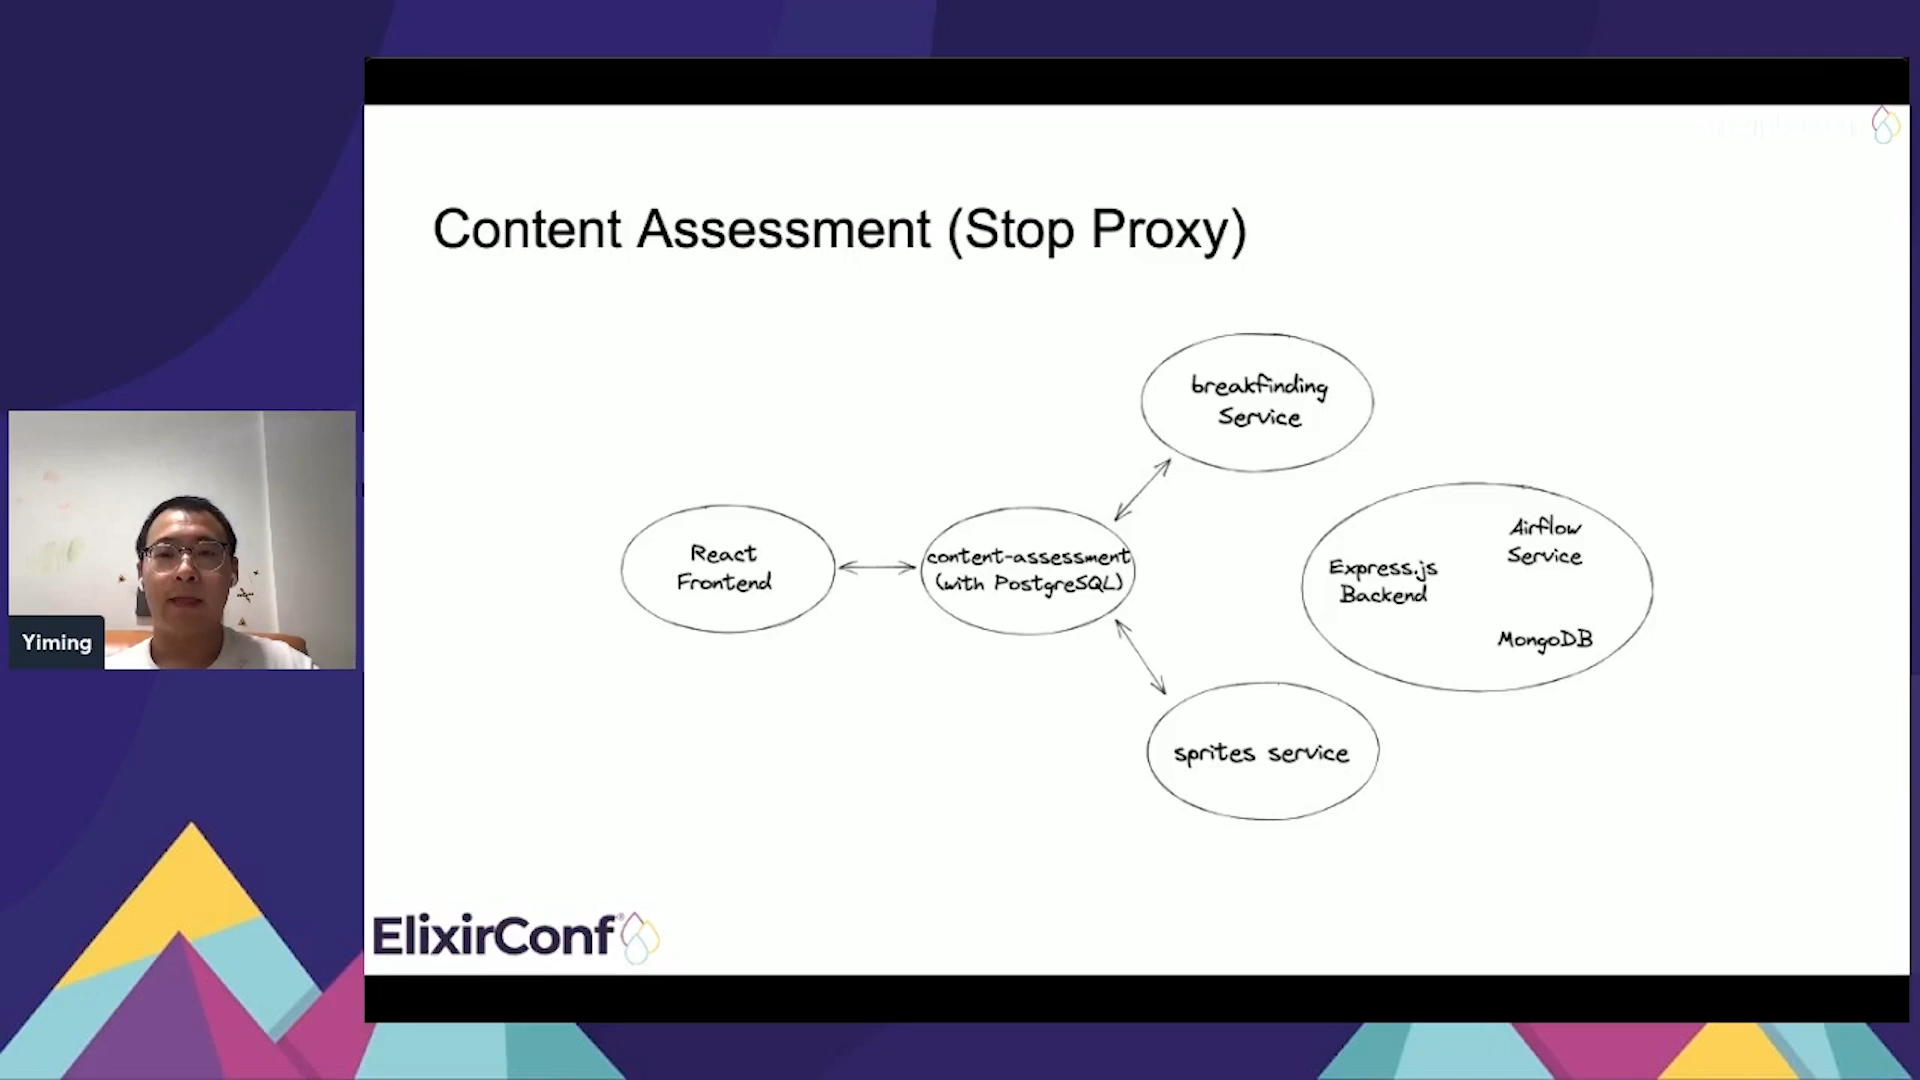 Content Assessment (Stop Proxy)
breakfinding
Service
React
Frontend
content-assessment
(with PostgreSQL)
Airflow
Service
Express.js
Backend
MongoDB
sprites service
Yiming
ElixirConf®